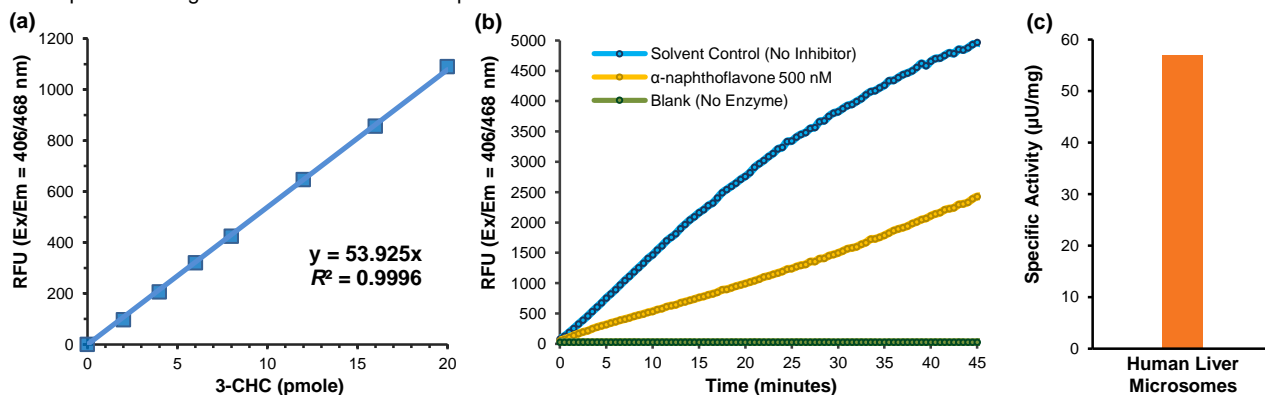 (a)
1200
1000
800
600
400
200
0
RFU (Ex/Em = 406/468 nm)
0 5 10 15 20
3-CHC (pmole)
y = 53.925x
R² = 0.9996
(b)
5000
4500
4000
3500
3000
2500
2000
1500
1000
500
0
RFU (Ex/Em = 406/468 nm)
Solvent Control (No Inhibitor)
α-naphthoflavone 500 nM
Blank (No Enzyme)
0 5 10 15 20 25 30 35 40 45
Time (minutes)
(c)
60
50
40
30
20
10
0
Specific Activity (µU/mg)
Human Liver
Microsomes